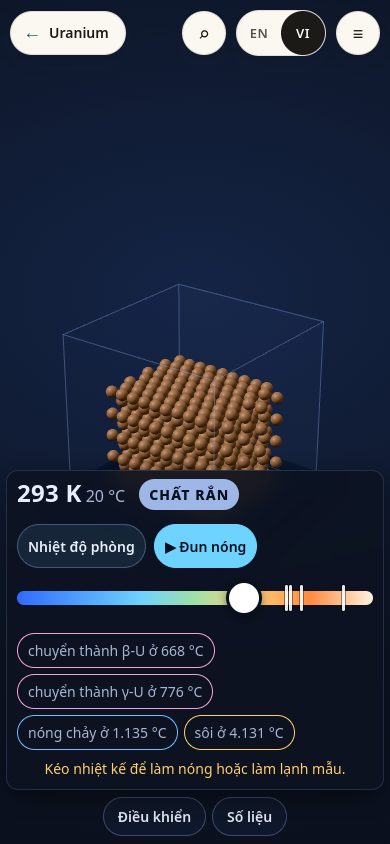 ← Uranium
⌕
EN VI
≡
293 K 20 °C CHẤT RẮN
Nhiệt độ phòng ▶ Đun nóng
chuyển thành β-U ở 668 °C
chuyển thành γ-U ở 776 °C
nóng chảy ở 1.135 °C sôi ở 4.131 °C
Kéo nhiệt kế để làm nóng hoặc làm lạnh mẫu.
Điều khiển Số liệu